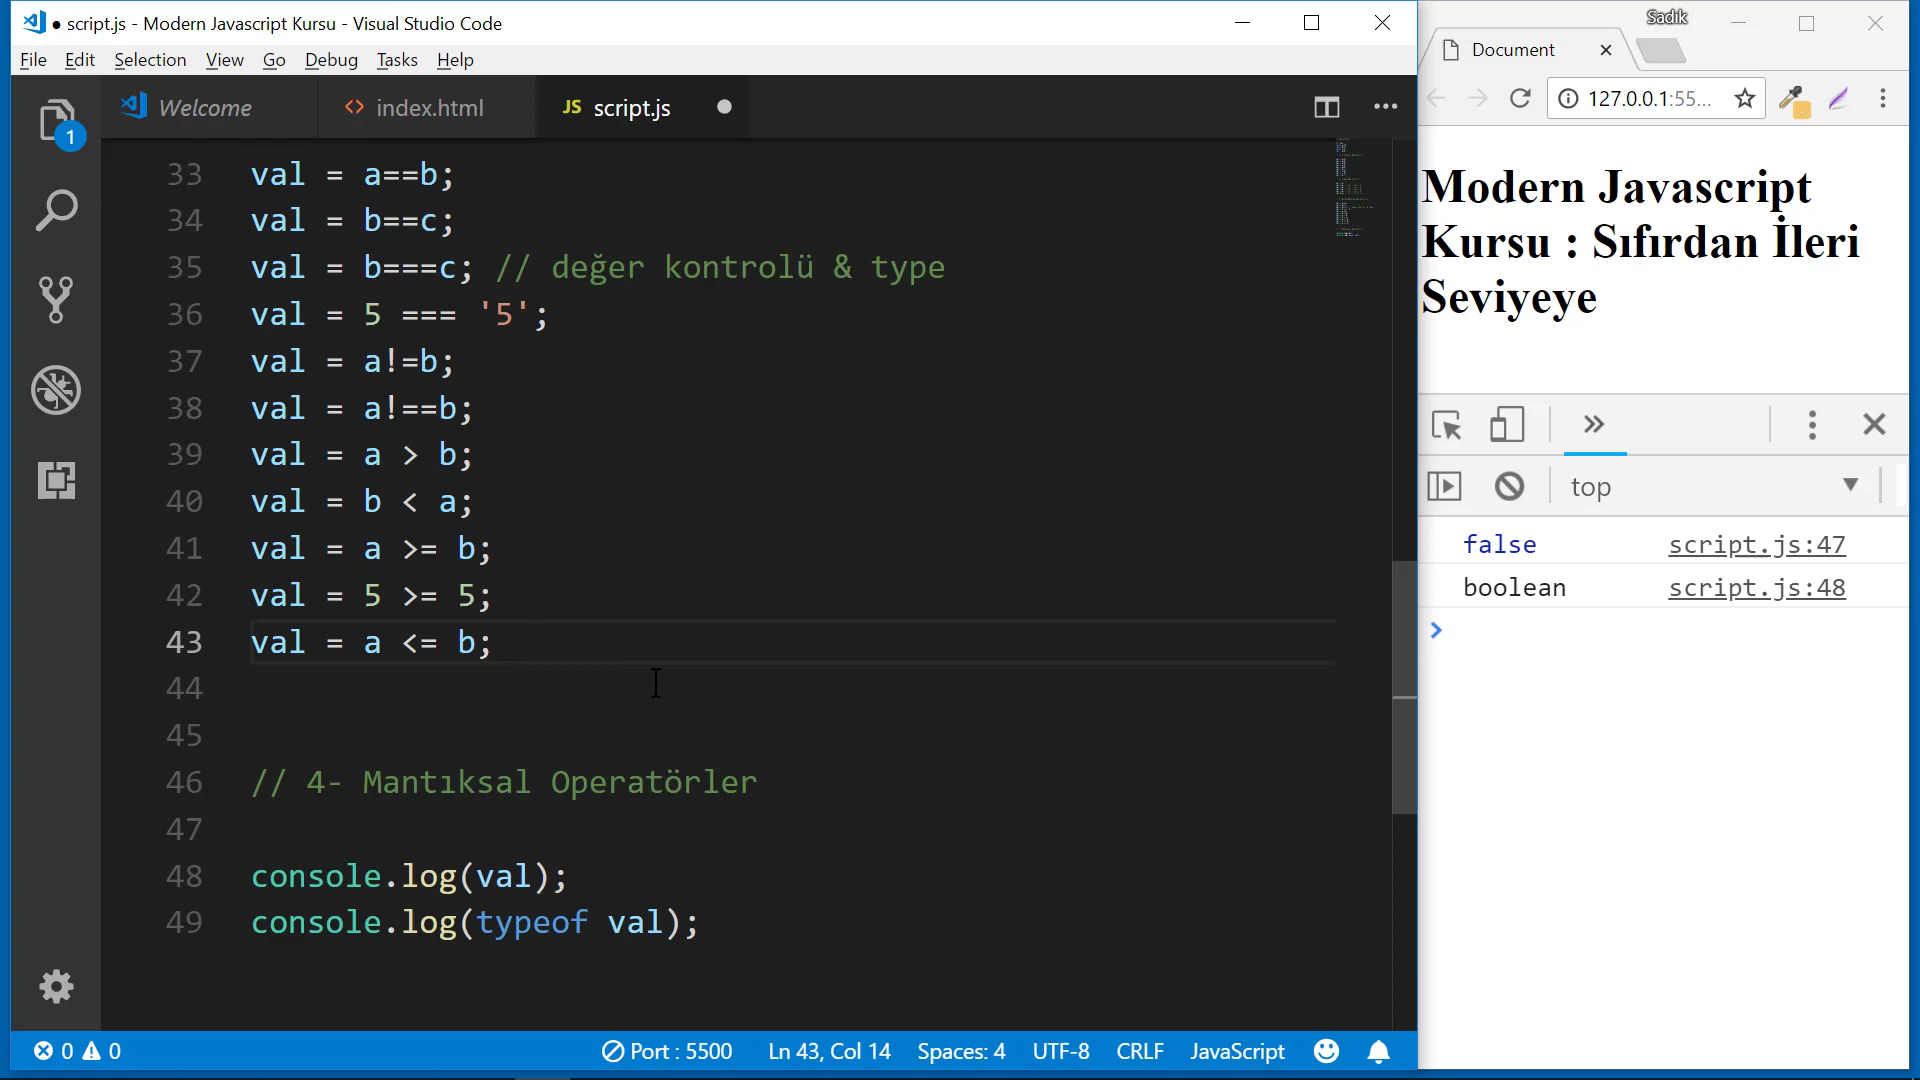 ● script.js - Modern Javascript Kursu - Visual Studio Code
File Edit Selection View Go Debug Tasks Help
1
Welcome
index.html
JS script.js
33 val = a==b;
34 val = b==c;
35 val = b===c; // değer kontrolü & type
36 val = 5 === '5';
37 val = a!=b;
38 val = a!==b;
39 val = a > b;
40 val = b < a;
41 val = a >= b;
42 val = 5 >= 5;
43 val = a <= b;
44
45
46 // 4- Mantıksal Operatörler
47
48 console.log(val);
49 console.log(typeof val);
0 0
Port : 5500
Ln 43, Col 14
Spaces: 4
UTF-8
CRLF
JavaScript
Sadik
Document
127.0.0.1:55...
Modern Javascript
Kursu : Sıfırdan İleri
Seviyeye
top
false script.js:47
boolean script.js:48